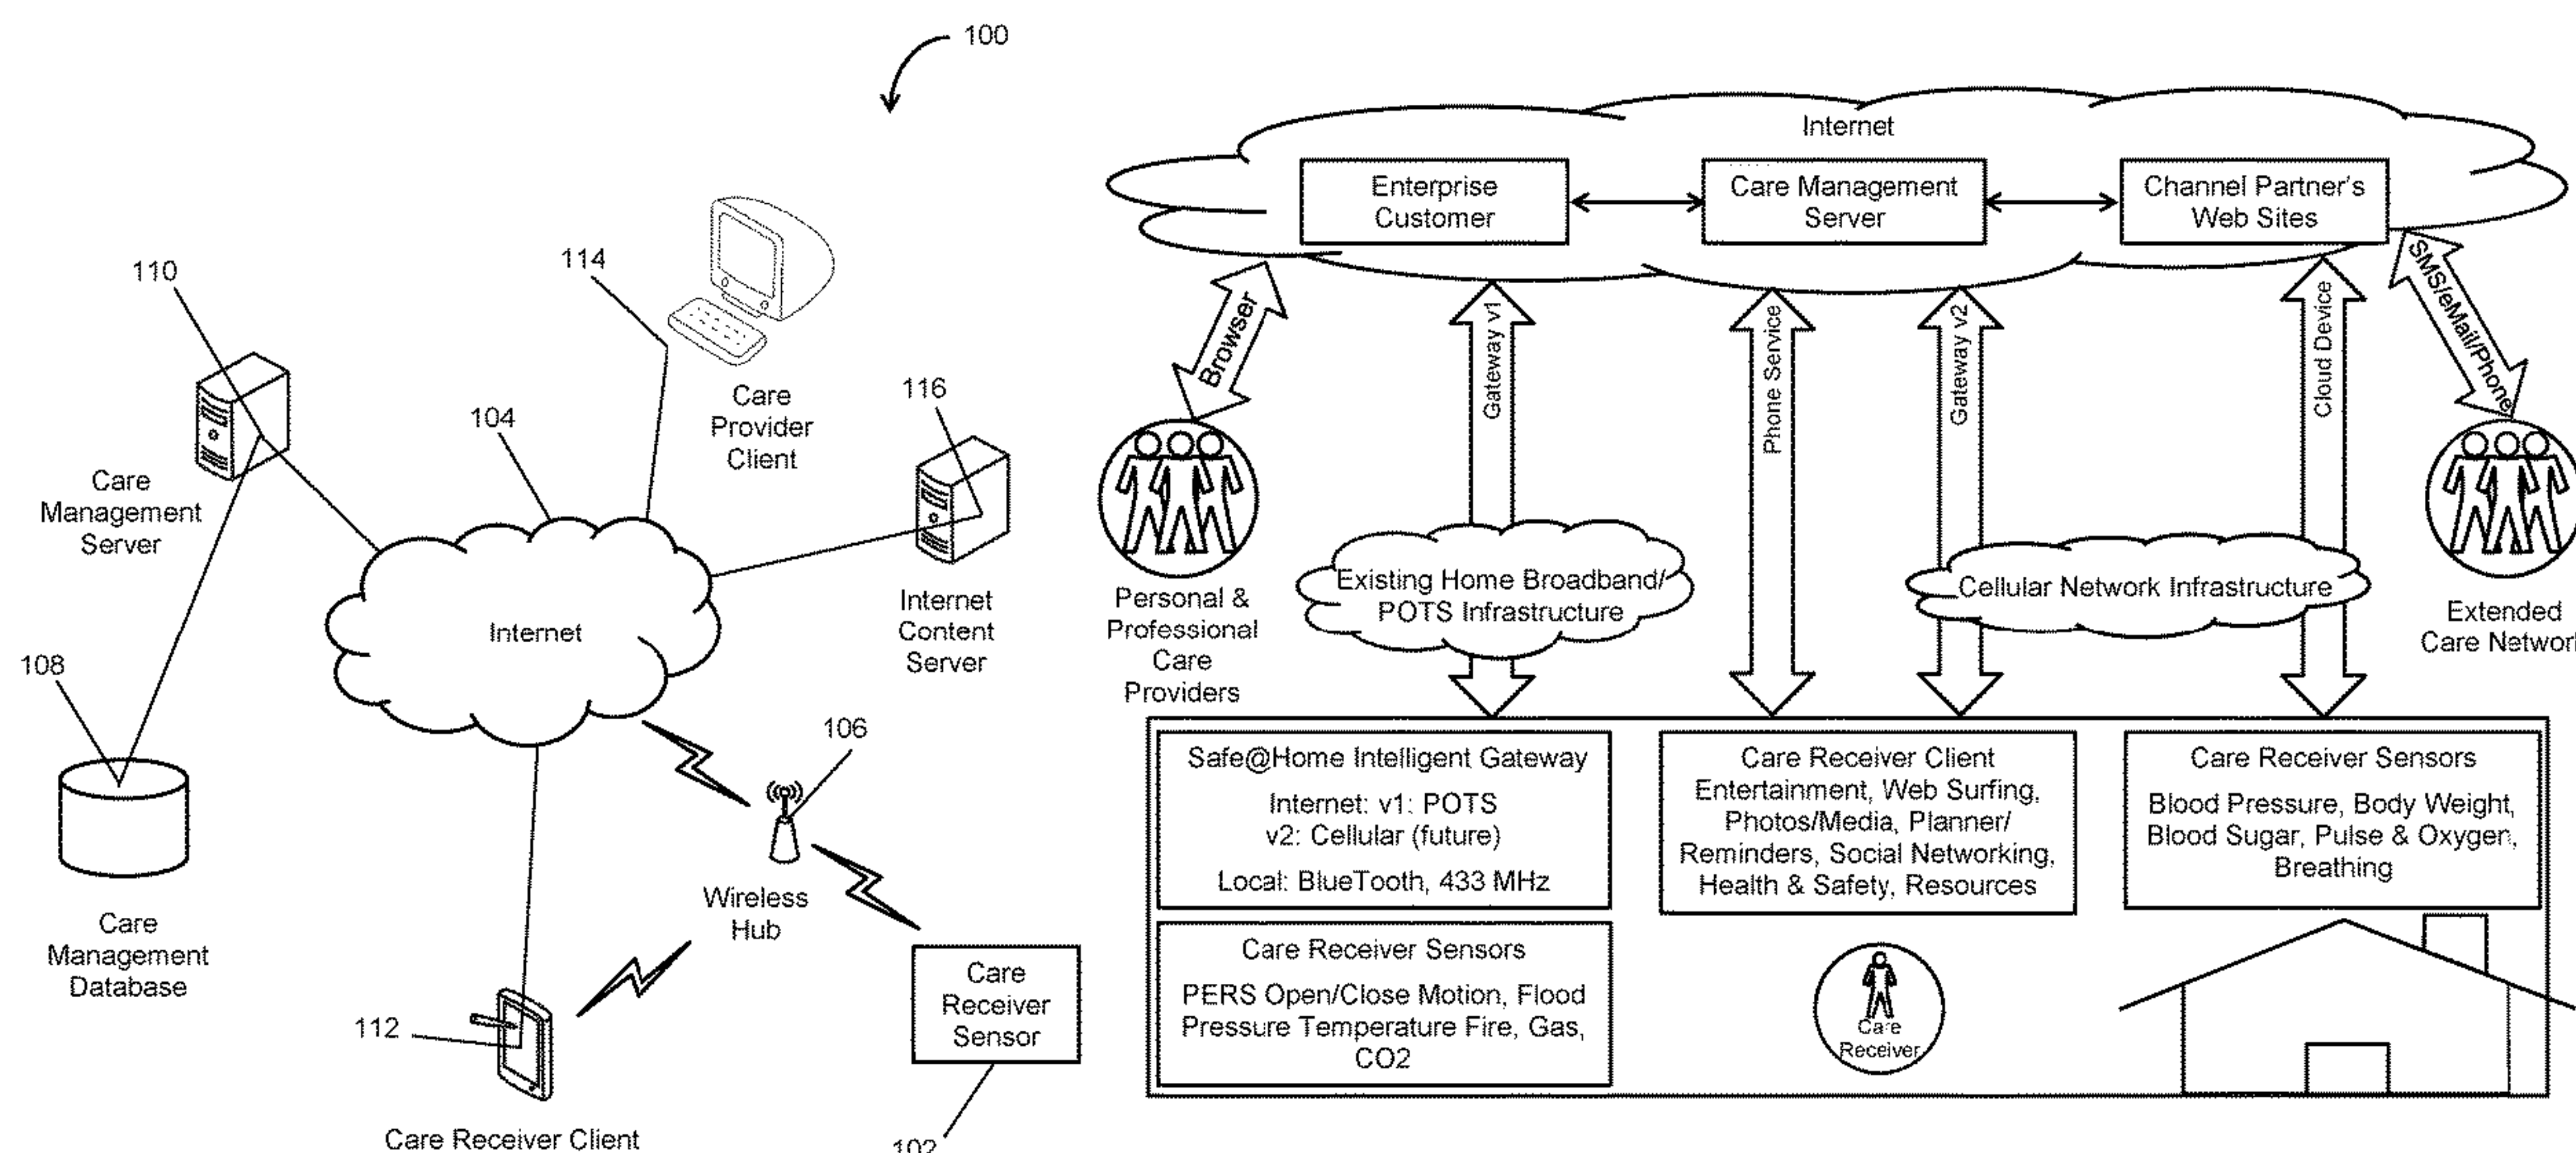 100
110
114
Care
Provider
Client
116
104
Care
Management
Server
Internet
Content
Server
Internet
108
106
Wireless
Hub
Care
Management
Database
Care
Receiver
Sensor
112
Care Receiver Client
102
Internet
Enterprise
Customer
Care Management
Server
Channel Partner's
Web Sites
Browser
Gateway v1
Phone Service
Gateway v2
Cloud Device
SMS/eMail/Phone
Personal &
Professional
Care
Providers
Existing Home Broadband/
POTS Infrastructure
Cellular Network Infrastructure
Extended
Care Network
Safe@Home Intelligent Gateway
Internet: v1: POTS
v2: Cellular (future)
Local: BlueTooth, 433 MHz
Care Receiver Sensors
PERS Open/Close Motion, Flood
Pressure Temperature Fire, Gas,
CO2
Care Receiver Client
Entertainment, Web Surfing,
Photos/Media, Planner/
Reminders, Social Networking,
Health & Safety, Resources
Care
Receiver
Care Receiver Sensors
Blood Pressure, Body Weight,
Blood Sugar, Pulse & Oxygen,
Breathing